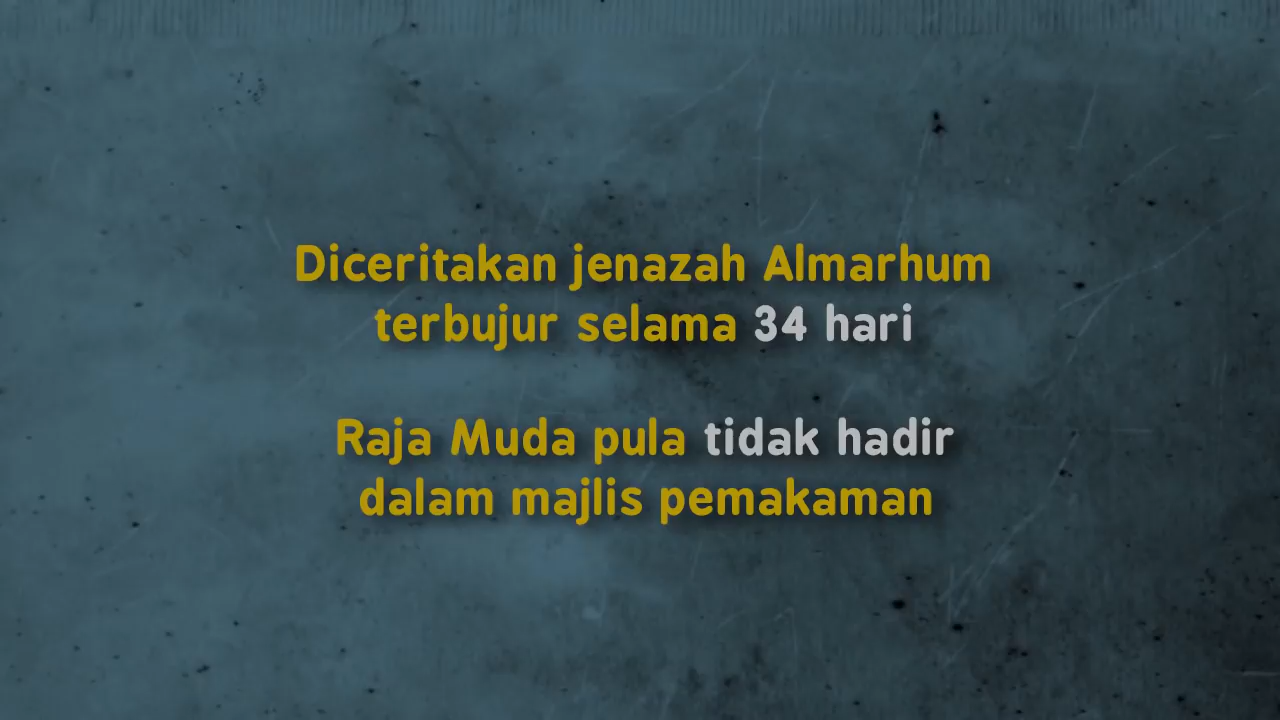 Diceritakan jenazah Almarhum
terbujur selama 34 hari
Raja Muda pula tidak hadir
dalam majlis pemakaman